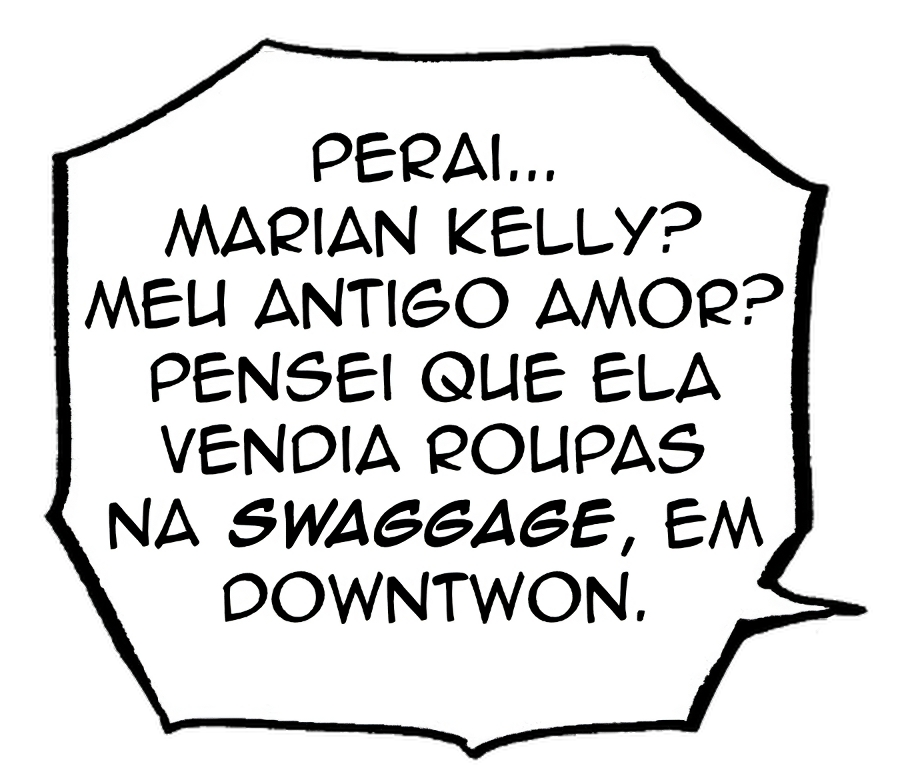 PERAI...
MARIAN KELLY?
MEU ANTIGO AMOR?
PENSEI QUE ELA
VENDIA ROUPAS
NA SWAGGAGE, EM
DOWNTWON.